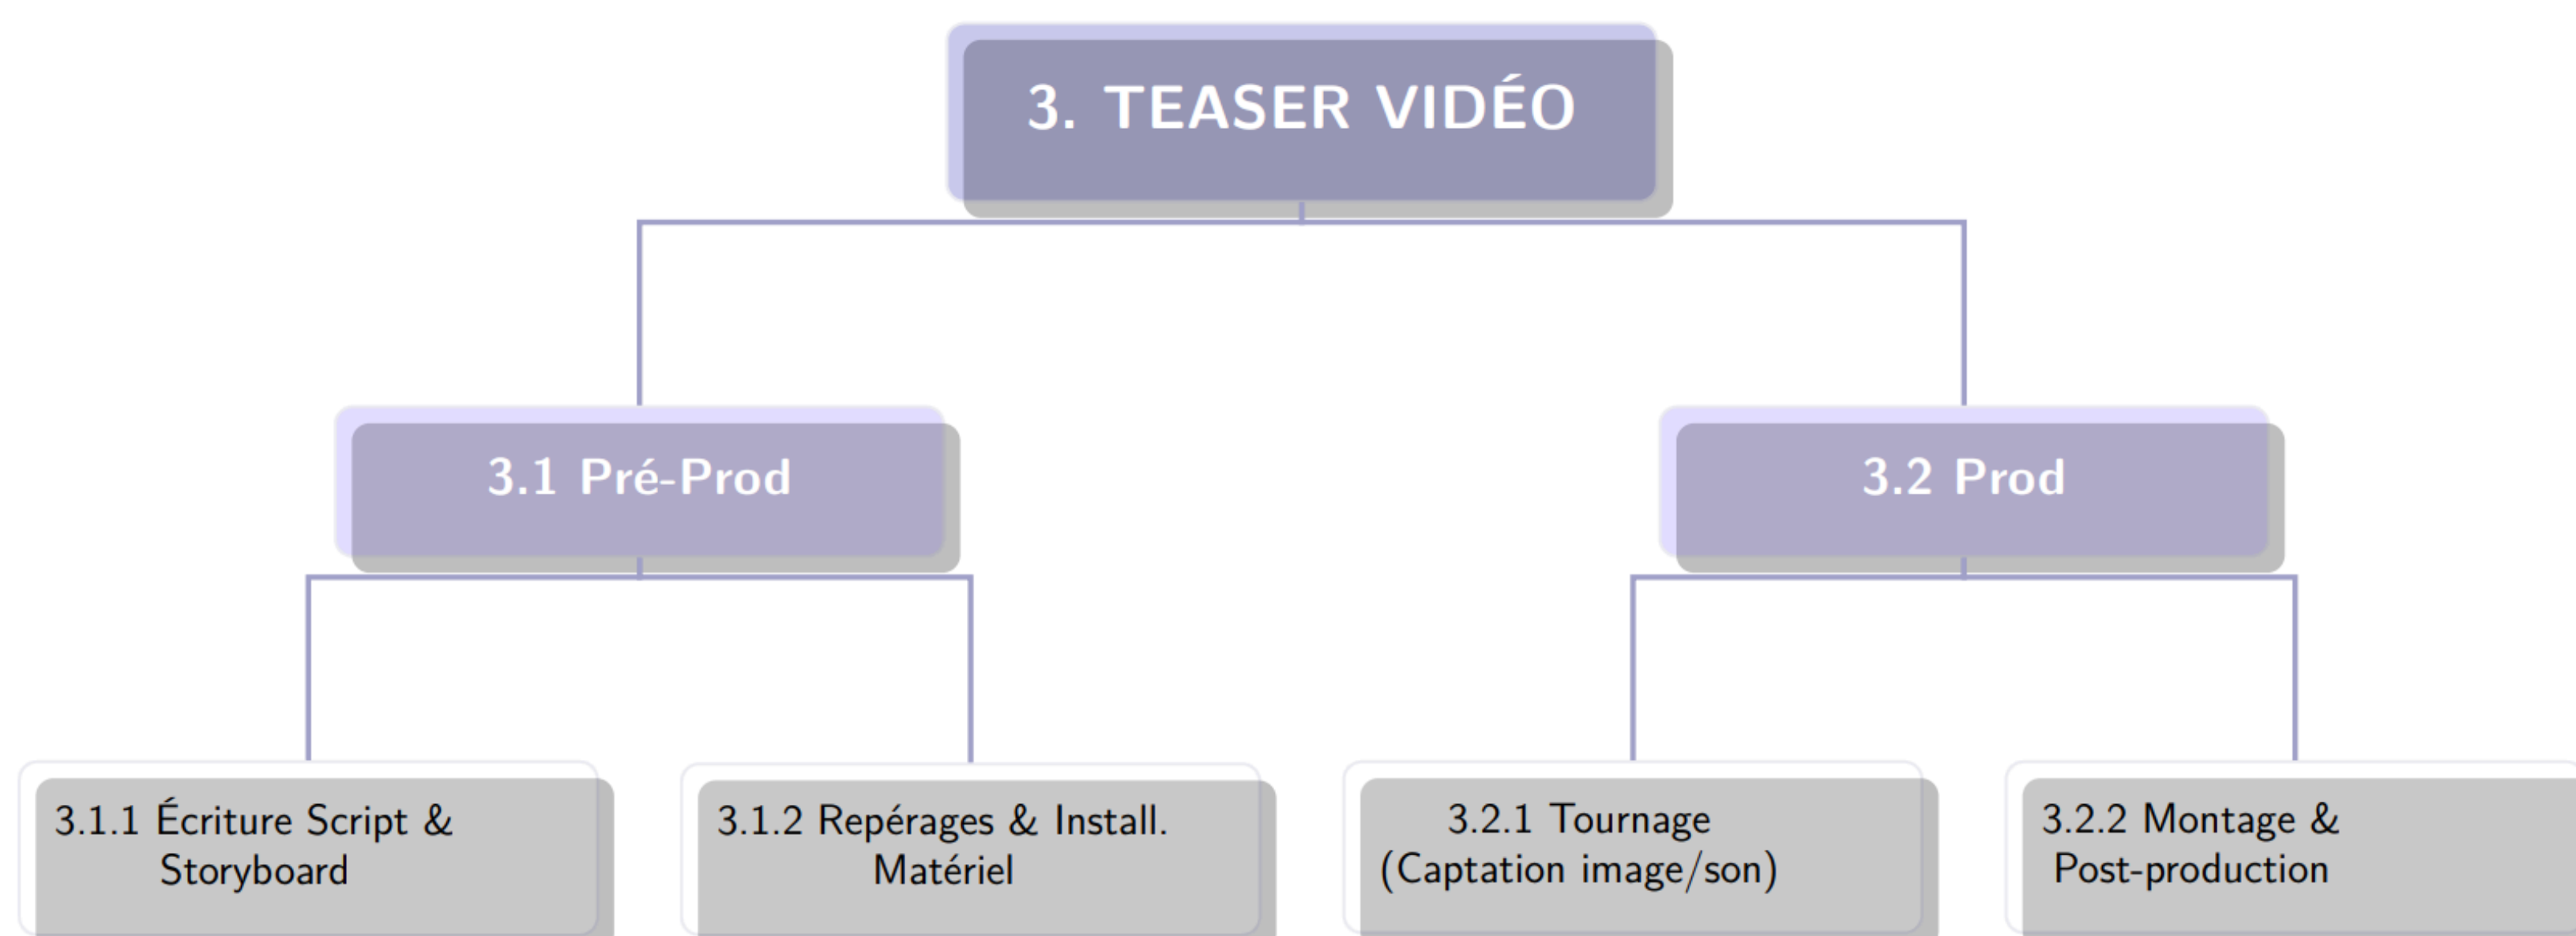 3. TEASER VIDÉO
3.1 Pré-Prod
3.2 Prod
3.1.1 Écriture Script &
Storyboard
3.1.2 Repérages & Install.
Matériel
3.2.1 Tournage
(Captation image/son)
3.2.2 Montage &
Post-production